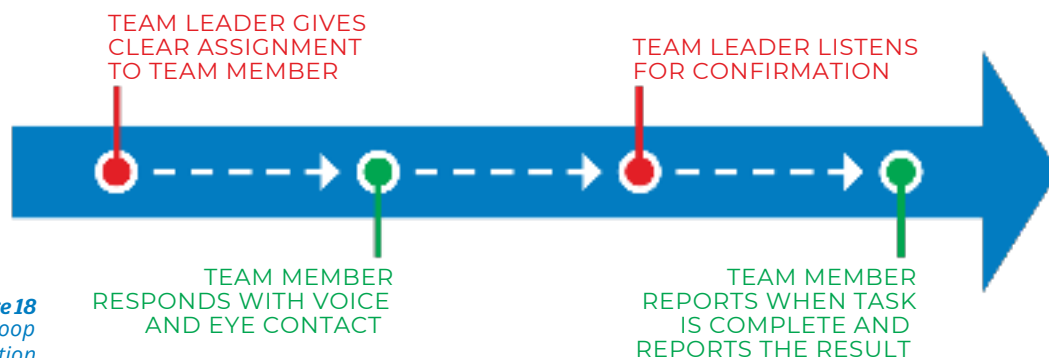 TEAM LEADER GIVES
CLEAR ASSIGNMENT
TO TEAM MEMBER
TEAM LEADER LISTENS
FOR CONFIRMATION
TEAM MEMBER
RESPONDS WITH VOICE
AND EYE CONTACT
TEAM MEMBER
REPORTS WHEN TASK
IS COMPLETE AND
REPORTS THE RESULT
18